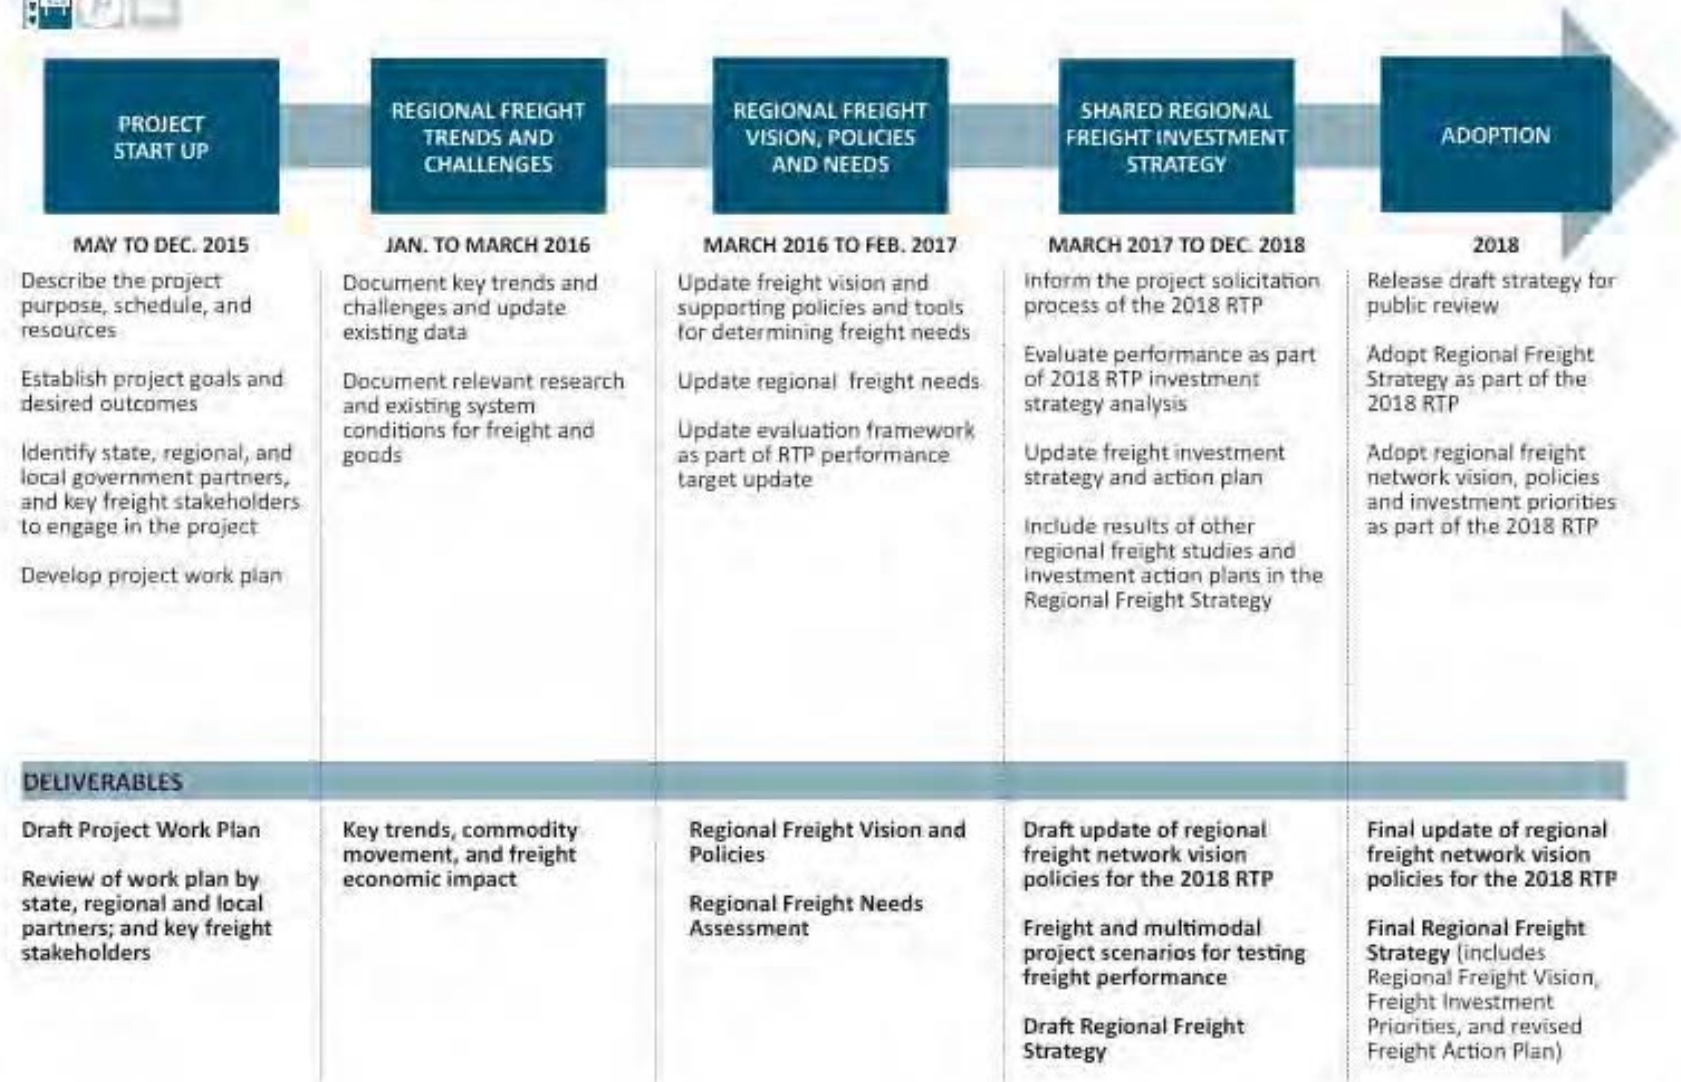 PROJECT
START UP
REGIONAL FREIGHT
TRENDS AND
CHALLENGES
REGIONAL FREIGHT
VISION, POLICIES
AND NEEDS
SHARED REGIONAL
FREIGHT INVESTMENT
STRATEGY
ADOPTION
MAY TO DEC. 2015
Describe the project
purpose, schedule, and
resources
Establish project goals and
desired outcomes
Identify state, regional, and
local government partners,
and key freight stakeholders
to engage in the project
Develop project work plan
JAN. TO MARCH 2016
Document key trends and
challenges and update
existing data
Document relevant research
and existing system
conditions for freight and
goods
MARCH 2016 TO FEB. 2017
Update freight vision and
supporting policies and tools
for determining freight needs
Update regional freight needs
Update evaluation framework
as part of RTP performance
target update
MARCH 2017 TO DEC. 2018
Inform the project solicitation
process of the 2018 RTP
Evaluate performance as part
of 2018 RTP investment
strategy analysis
Update freight investment
strategy and action plan
Include results of other
regional freight studies and
investment action plans in the
Regional Freight Strategy
2018
Release draft strategy for
public review
Adopt Regional Freight
Strategy as part of the
2018 RTP
Adopt regional freight
network vision, policies
and investment priorities
as part of the 2018 RTP
DELIVERABLES
Draft Project Work Plan
Review of work plan by
state, regional and local
partners; and key freight
stakeholders
Key trends, commodity
movement, and freight
economic impact
Regional Freight Vision and
Policies
Regional Freight Needs
Assessment
Draft update of regional
freight network vision
policies for the 2018 RTP
Freight and multimodal
project scenarios for testing
freight performance
Draft Regional Freight
Strategy
Final update of regional
freight network vision
policies for the 2018 RTP
Final Regional Freight
Strategy (includes
Regional Freight Vision,
Freight Investment
Priorities, and revised
Freight Action Plan)